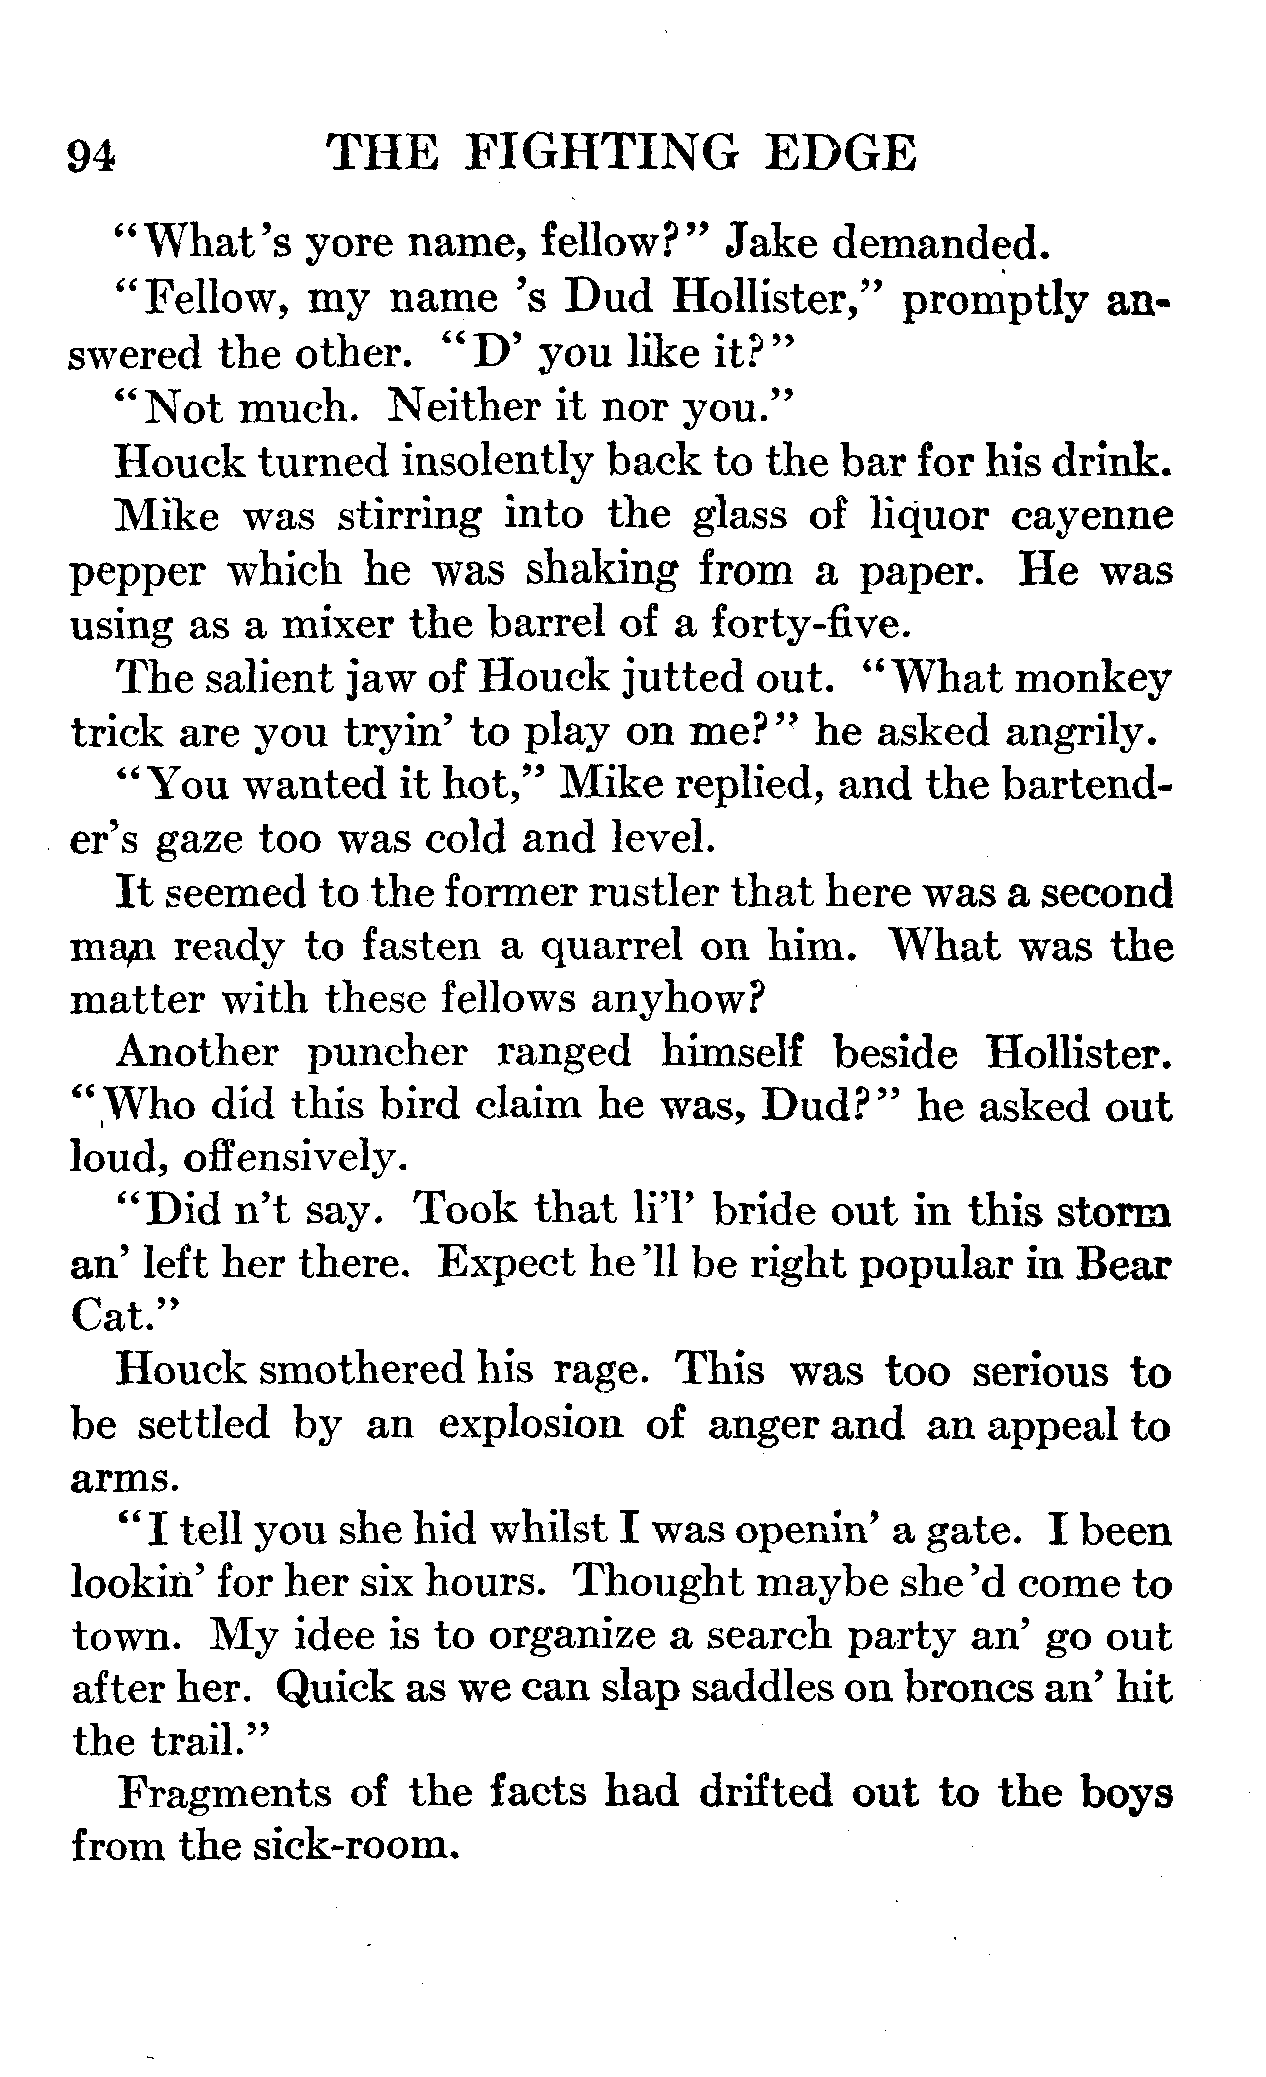 94 THE FIGHTING EDGE
“What's yore name, fellow?” Jake demanded.
“Fellow, my name 's Dud Hollister,” promptly an-
swered the other. “D' you like it?”
“Not much. Neither it nor you.”
Houck turned insolently back to the bar for his drink.
Mike was stirring into the glass of liquor cayenne
pepper which he was shaking from a paper. He was
using as a mixer the barrel of a forty-five.
The salient jaw of Houck jutted out. “What monkey
trick are you tryin' to play on me?” he asked angrily.
“You wanted it hot,” Mike replied, and the bartend-
er's gaze too was cold and level.
It seemed to the former rustler that here was a second
man ready to fasten a quarrel on him. What was the
matter with these fellows anyhow?
Another puncher ranged himself beside Hollister.
“Who did this bird claim he was, Dud?” he asked out
loud, offensively.
“Did n't say. Took that li'l' bride out in this storm
an' left her there. Expect he 'll be right popular in Bear
Cat.”
Houck smothered his rage. This was too serious to
be settled by an explosion of anger and an appeal to
arms.
“I tell you she hid whilst I was openin' a gate. I been
lookin' for her six hours. Thought maybe she 'd come to
town. My idee is to organize a search party an' go out
after her. Quick as we can slap saddles on broncs an' hit
the trail.”
Fragments of the facts had drifted out to the boys
from the sick-room.